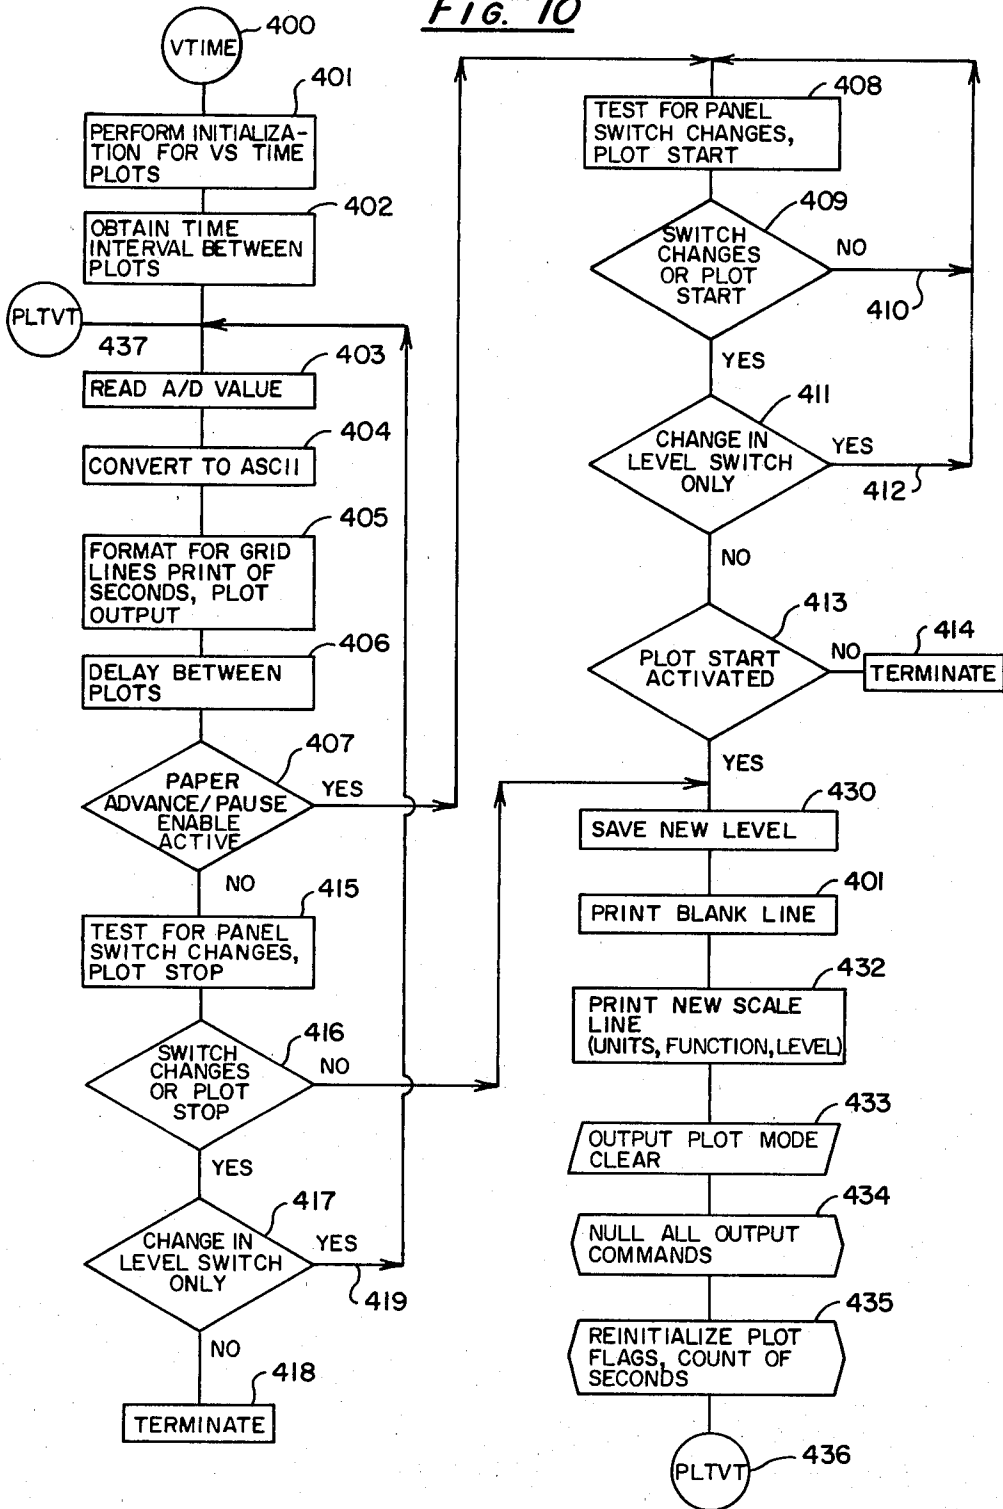 FIG. 10
VTIME
400
401
PERFORM INITIALIZA-
TION FOR VS TIME
PLOTS
402
OBTAIN TIME
INTERVAL BETWEEN
PLOTS
PLTVT
437
403
READ A/D VALUE
404
CONVERT TO ASCII
405
FORMAT FOR GRID
LINES PRINT OF
SECONDS, PLOT
OUTPUT
406
DELAY BETWEEN
PLOTS
407
PAPER
ADVANCE/PAUSE
ENABLE
ACTIVE
YES
NO
415
TEST FOR PANEL
SWITCH CHANGES,
PLOT STOP
416
SWITCH
CHANGES
OR PLOT
STOP
NO
YES
417
CHANGE IN
LEVEL SWITCH
ONLY
YES
419
NO
418
TERMINATE
408
TEST FOR PANEL
SWITCH CHANGES,
PLOT START
409
SWITCH
CHANGES
OR PLOT
START
NO
410
YES
411
CHANGE IN
LEVEL SWITCH
ONLY
YES
412
NO
413
PLOT START
ACTIVATED
NO
414
TERMINATE
YES
430
SAVE NEW LEVEL
401
PRINT BLANK LINE
432
PRINT NEW SCALE
LINE
(UNITS, FUNCTION, LEVEL)
433
OUTPUT PLOT MODE
CLEAR
434
NULL ALL OUTPUT
COMMANDS
435
REINITIALIZE PLOT
FLAGS, COUNT OF
SECONDS
PLTVT
436